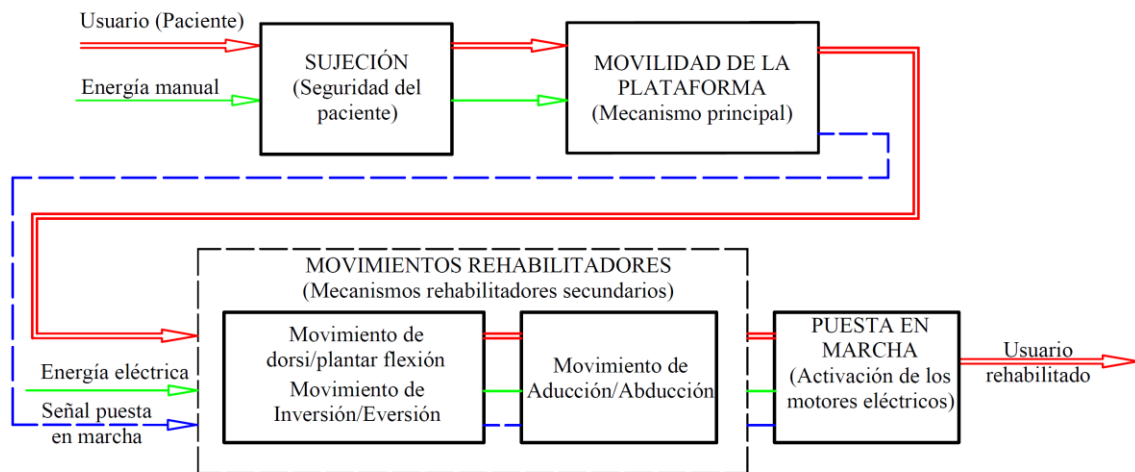 Usuario (Paciente)
Energía manual
SUJECIÓN
(Seguridad del
paciente)
MOVILIDAD DE LA
PLATAFORMA
(Mecanismo principal)
MOVIMIENTOS REHABILITADORES
(Mecanismos rehabilitadores secundarios)
Energía eléctrica
Señal puesta
en marcha
Movimiento de
dorsi/plantar flexión
Movimiento de
Inversión/Eversión
Movimiento de
Aducción/Abducción
PUESTA EN
MARCHA
(Activación de los
motores eléctricos)
Usuario
rehabilitado